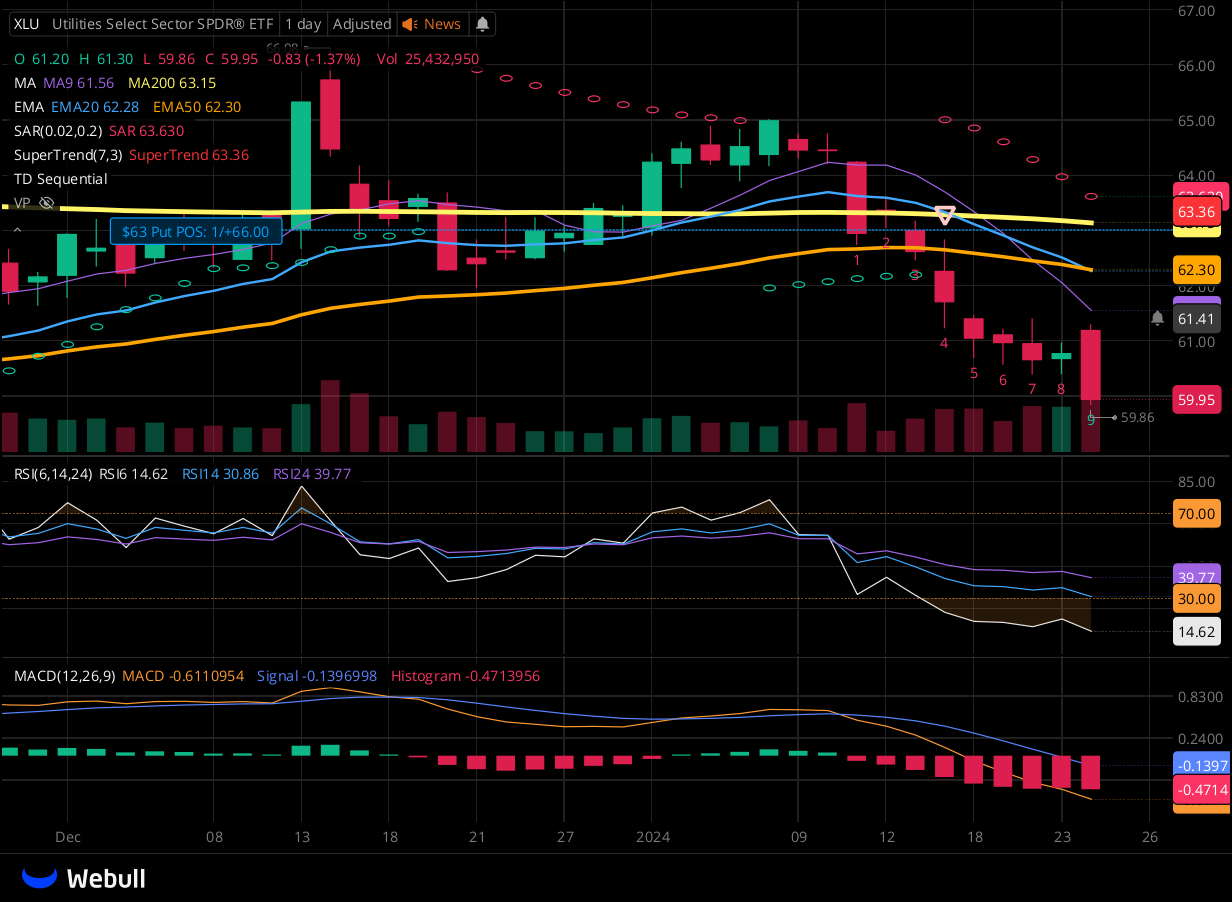 XLU Utilities Select Sector SPDR® ETF 1 day Adjusted News
O 61.20 H 61.30 L 59.86 C 59.95 -0.83 (-1.37%) Vol 25,432,950
MA MA9 61.56 MA200 63.15
EMA EMA20 62.28 EMA50 62.30
SAR(0.02,0.2) SAR 63.630
SuperTrend(7,3) SuperTrend 63.36
TD Sequential
VP
$63 Put POS: 1/+66.00
67.00
66.00
65.00
64.00
63.630
63.36
62.30
62.00
61.41
61.00
59.95
1
2
3
4
5
6
7
8
9
59.86
RSI(6,14,24) RSI6 14.62 RSI14 30.86 RSI24 39.77
85.00
70.00
39.77
30.00
14.62
MACD(12,26,9) MACD -0.6110954 Signal -0.1396998 Histogram -0.4713956
0.8300
0.2400
-0.1397
-0.4714
Dec 08 13 18 21 27 2024 09 12 18 23 26
Webull